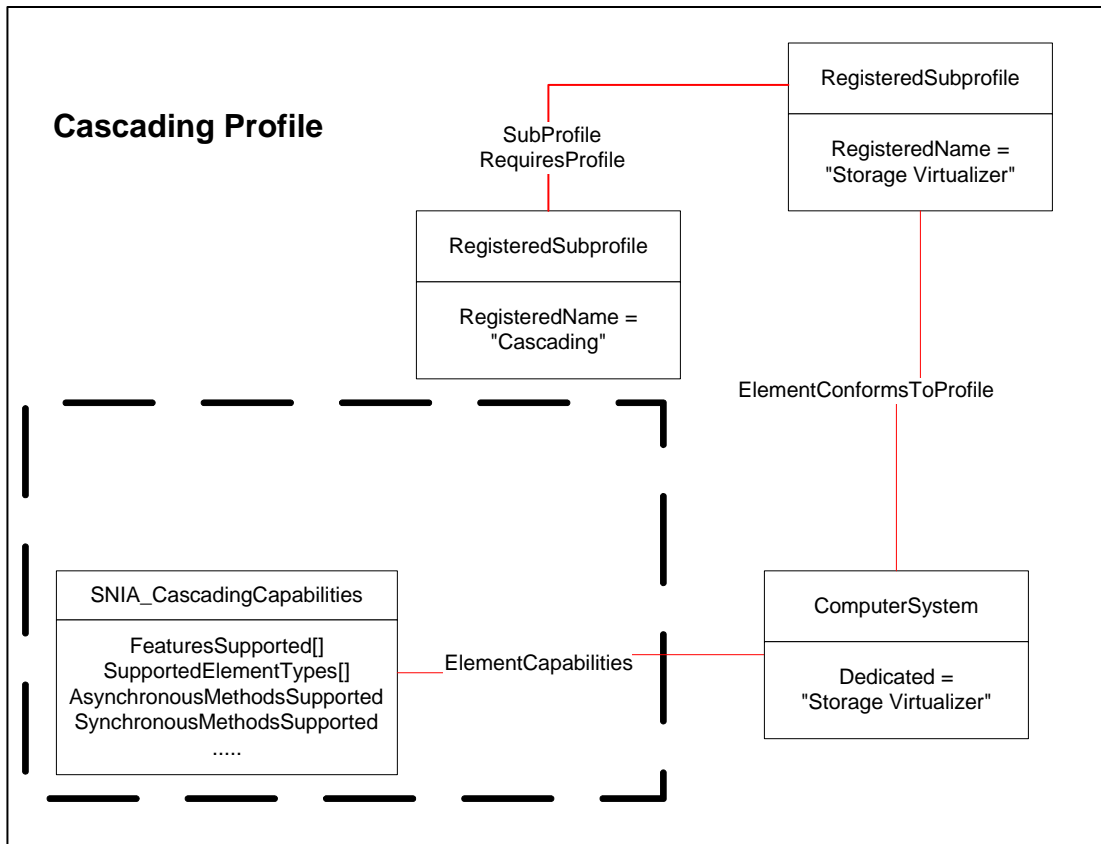 Cascading Profile
SubProfile
RequiresProfile
RegisteredSubprofile
RegisteredName =
"Storage Virtualizer"
RegisteredSubprofile
RegisteredName =
"Cascading"
ElementConformsToProfile
SNIA_CascadingCapabilities
FeaturesSupported[]
SupportedElementTypes[]
AsynchronousMethodsSupported
SynchronousMethodsSupported
.....
ElementCapabilities
ComputerSystem
Dedicated =
"Storage Virtualizer"